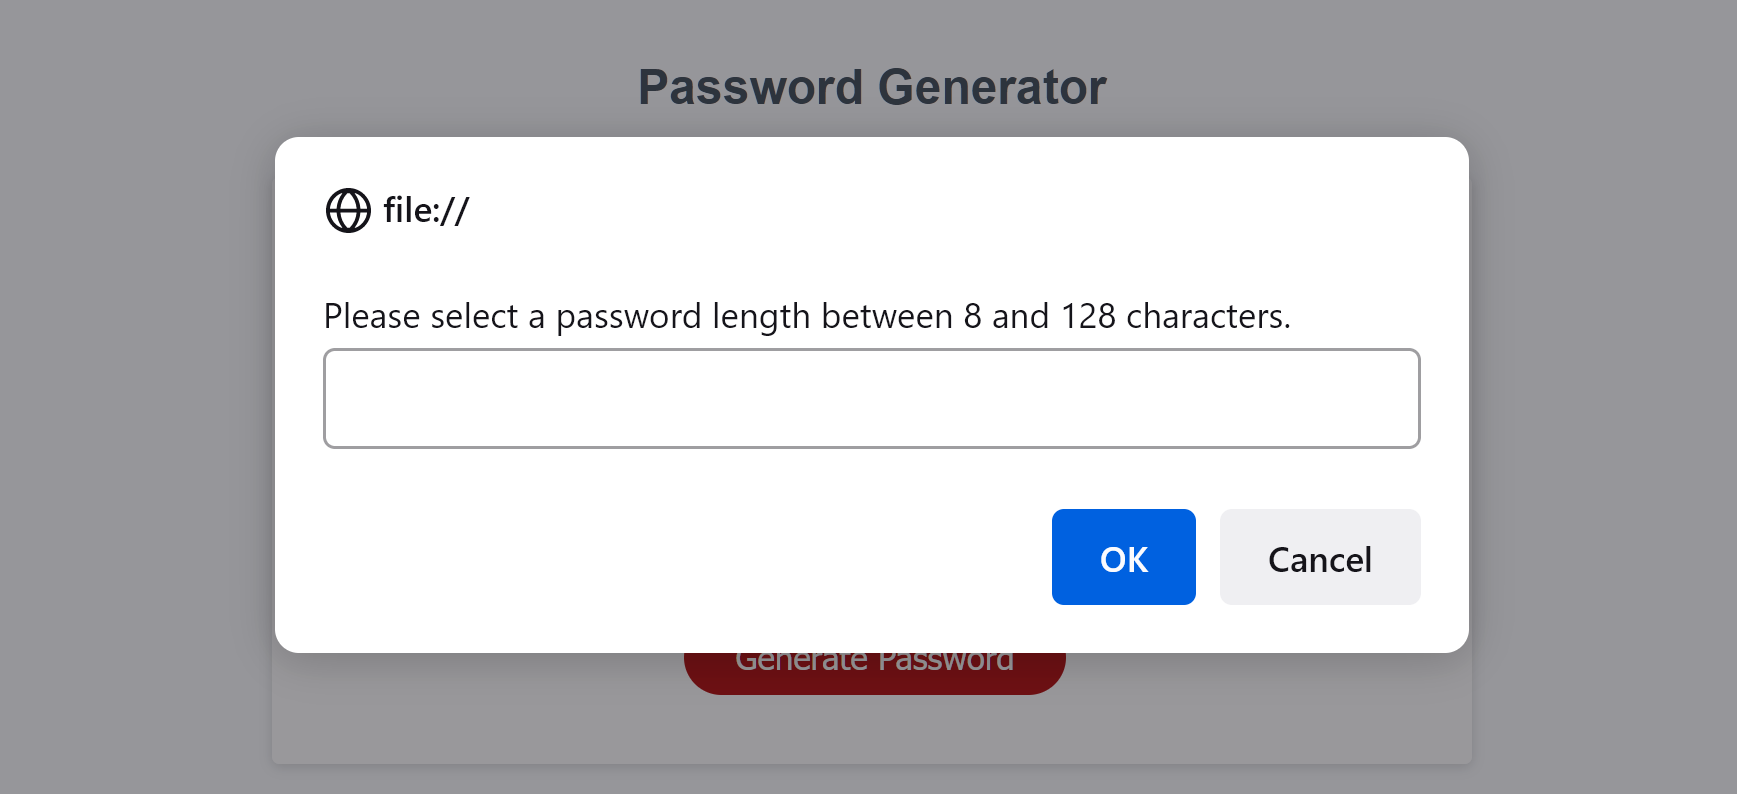 Password Generator
file://
Please select a password length between 8 and 128 characters.
OK
Cancel
Generate Password